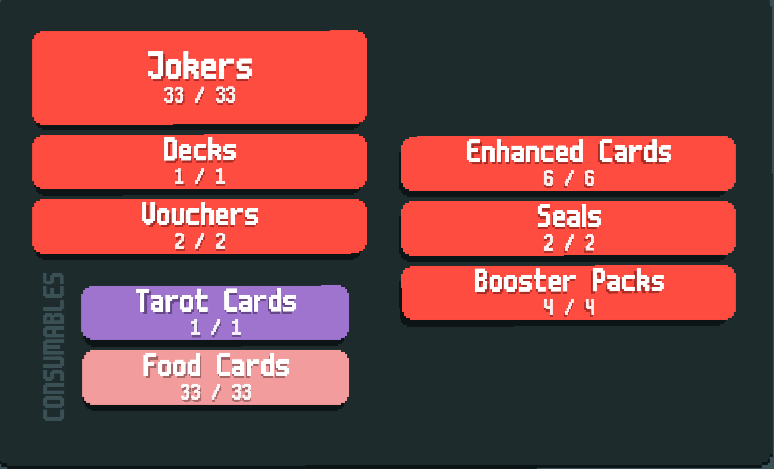 Jokers
33 / 33
Decks
1 / 1
Vouchers
2 / 2
CONSUMABLES
Tarot Cards
1 / 1
Food Cards
33 / 33
Enhanced Cards
6 / 6
Seals
2 / 2
Booster Packs
4 / 4